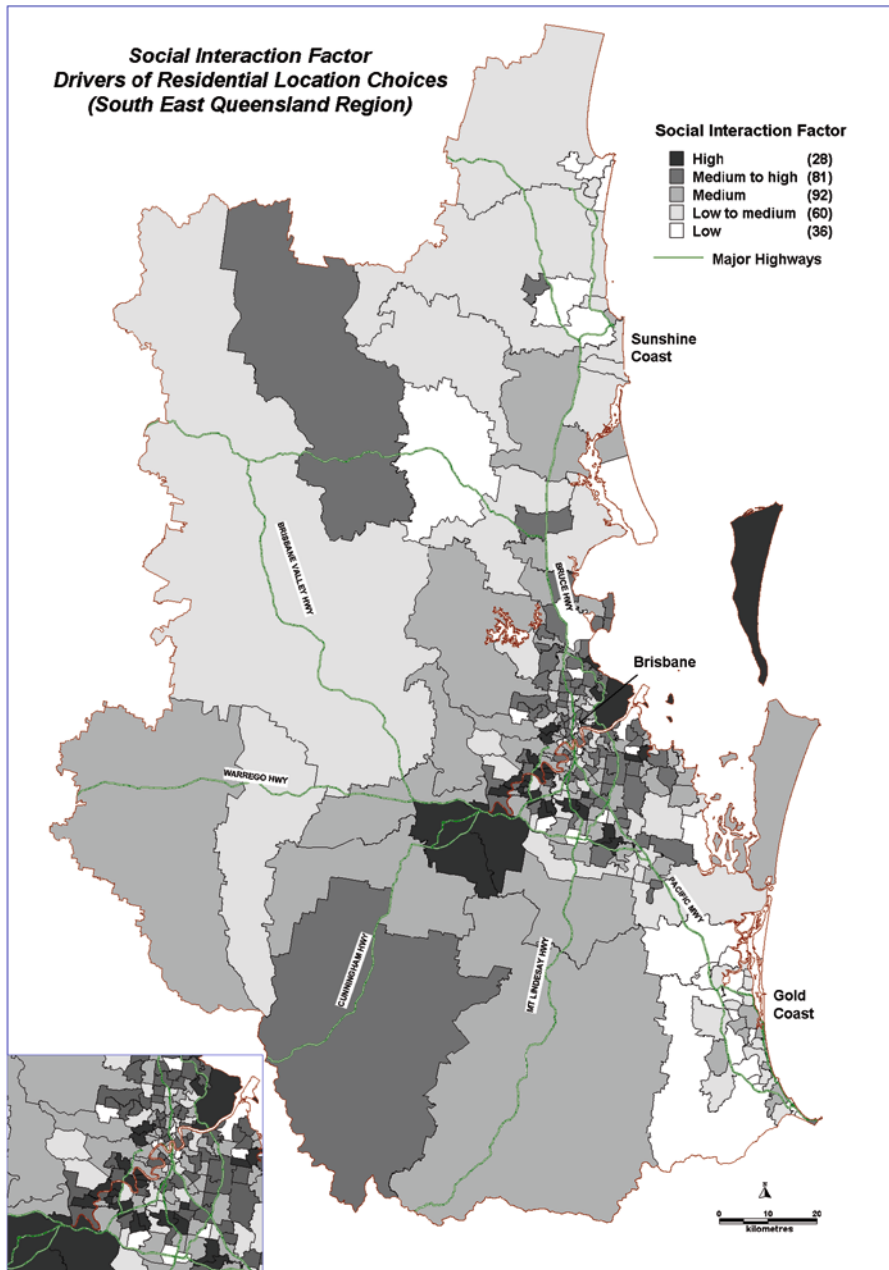 Social Interaction Factor
Drivers of Residential Location Choices
(South East Queensland Region)
Social Interaction Factor
High (28)
Medium to high (81)
Medium (92)
Low to medium (60)
Low (36)
Major Highways
Sunshine
Coast
BRISBANE VALLEY HWY
BRUCE HWY
Brisbane
WARREGO HWY
PACIFIC MWY
CUNNINGHAM HWY
MT LINDESAY HWY
Gold
Coast
0 10 20
kilometres